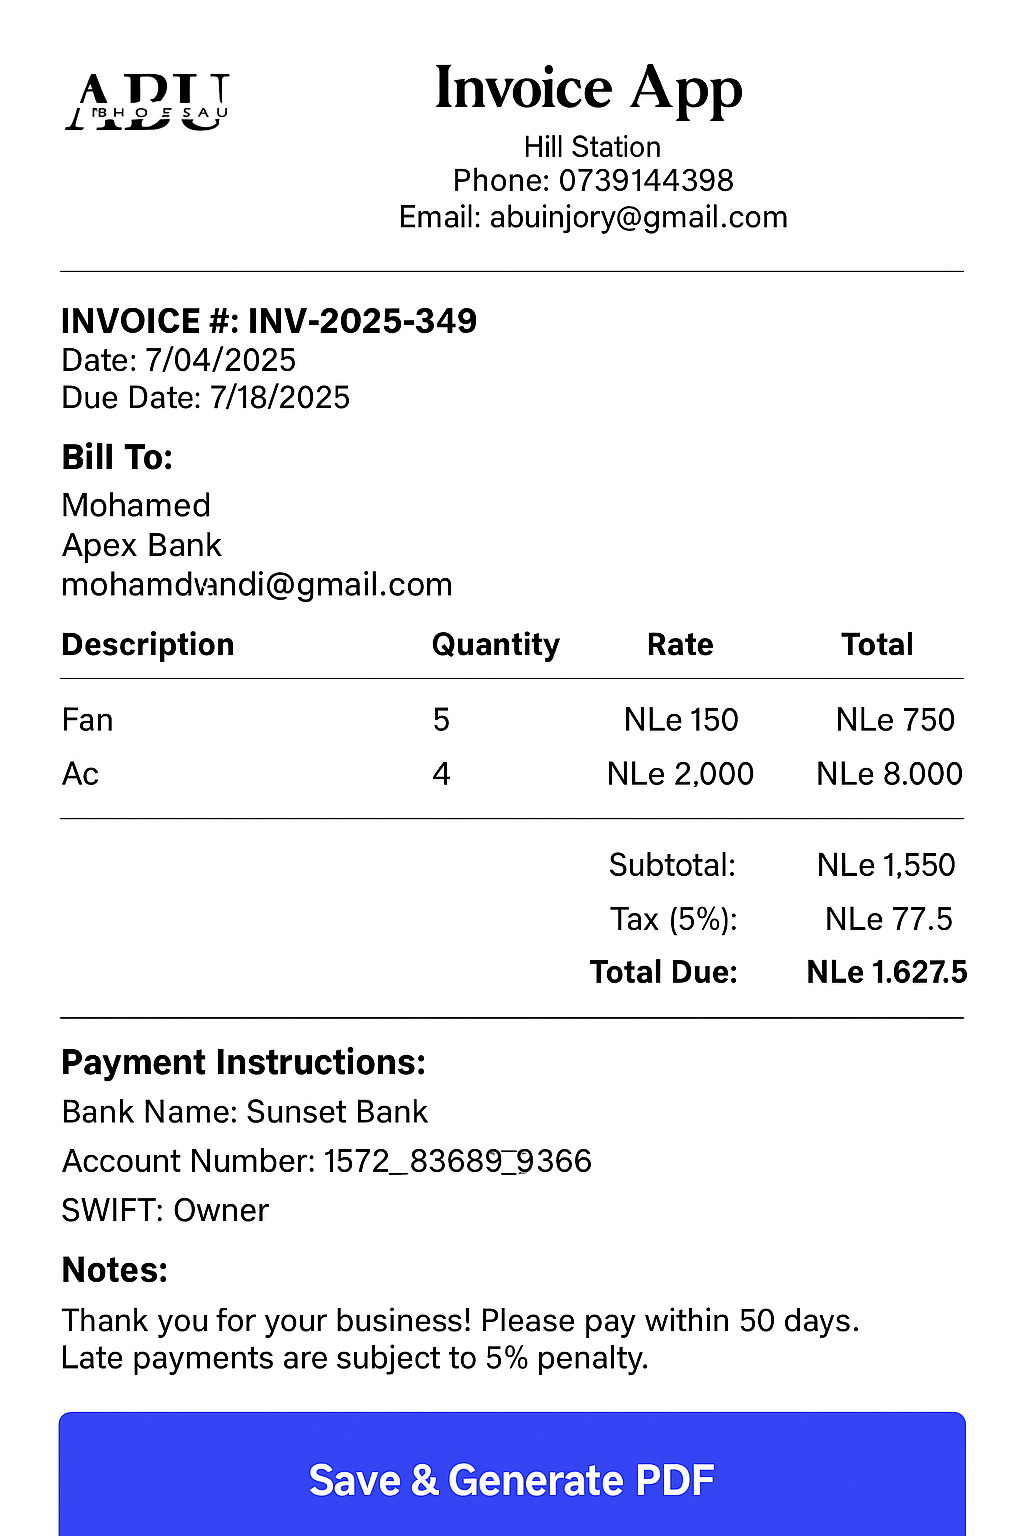 ABU
Invoice App
Hill Station
Phone: 0739144398
Email: abuinjory@gmail.com
INVOICE #: INV-2025-349
Date: 7/04/2025
Due Date: 7/18/2025
Bill To:
Mohamed
Apex Bank
mohamdvandi@gmail.com
Description Quantity Rate Total
Fan 5 NLe 150 NLe 750
Ac 4 NLe 2,000 NLe 8.000
Subtotal: NLe 1,550
Tax (5%): NLe 77.5
Total Due: NLe 1.627.5
Payment Instructions:
Bank Name: Sunset Bank
Account Number: 1572_83689_9366
SWIFT: Owner
Notes:
Thank you for your business! Please pay within 50 days.
Late payments are subject to 5% penalty.
Save & Generate PDF